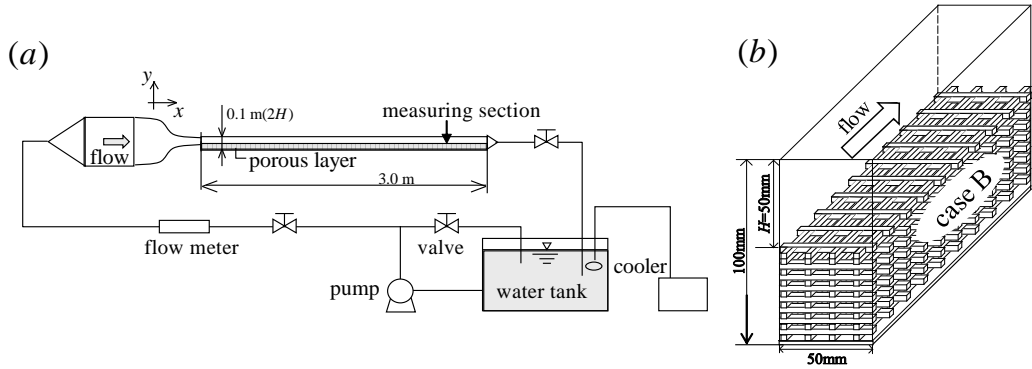 (a)
y
x
0.1 m(2H)
measuring section
flow
porous layer
3.0 m
flow meter
valve
cooler
pump
water tank
(b)
flow
H=50mm
100mm
case B
50mm